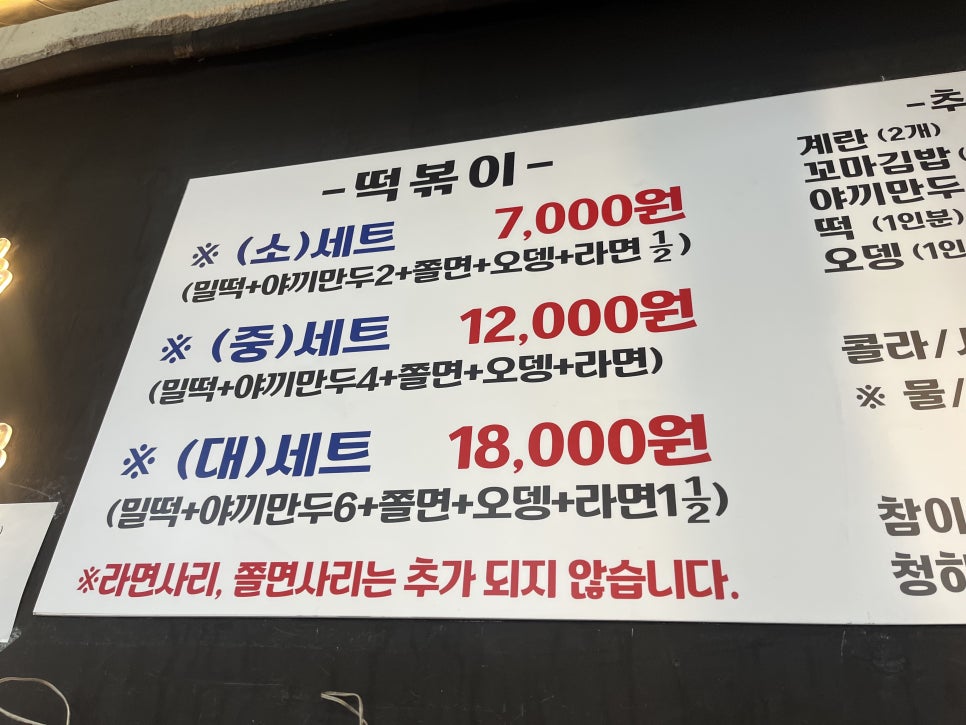 -떡볶이-
※ (소)세트 7,000원
(밀떡+야끼만두2+쫄면+오뎅+라면 ½)
※ (중)세트 12,000원
(밀떡+야끼만두4+쫄면+오뎅+라면)
※ (대)세트 18,000원
(밀떡+야끼만두6+쫄면+오뎅+라면1½)
※라면사리, 쫄면사리는 추가 되지 않습니다.
-추
계란 (2개)
꼬마김밥 (
야끼만두
떡 (1인분)
오뎅 (1인
콜라/
※ 물/
참이
청하